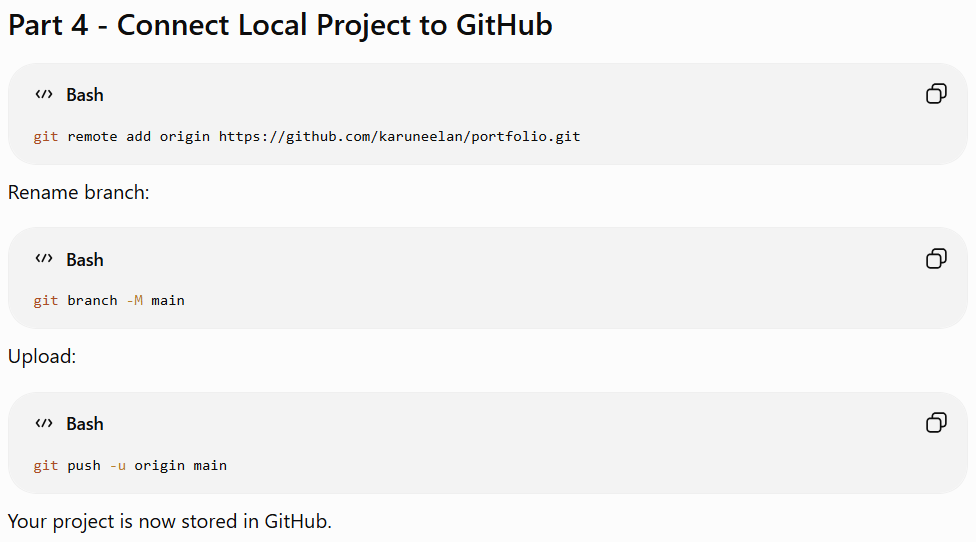 Part 4 - Connect Local Project to GitHub
Bash
git remote add origin https://github.com/karuneelan/portfolio.git
Rename branch:
Bash
git branch -M main
Upload:
Bash
git push -u origin main
Your project is now stored in GitHub.